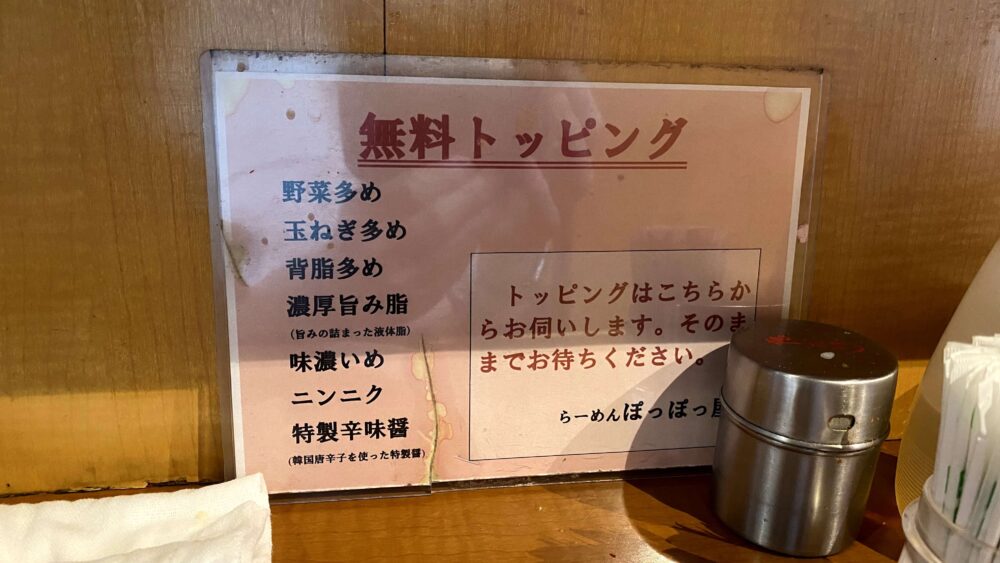 無料トッピング
野菜多め
玉ねぎ多め
背脂多め
濃厚旨み脂
(旨みの詰まった液体脂)
味濃いめ
ニンニク
特製辛味醤
(韓国唐辛子を使った特製醤)
トッピングはこちらか
らお伺いします。そのま
までお待ちください。
らーめんぽっぽっ屋